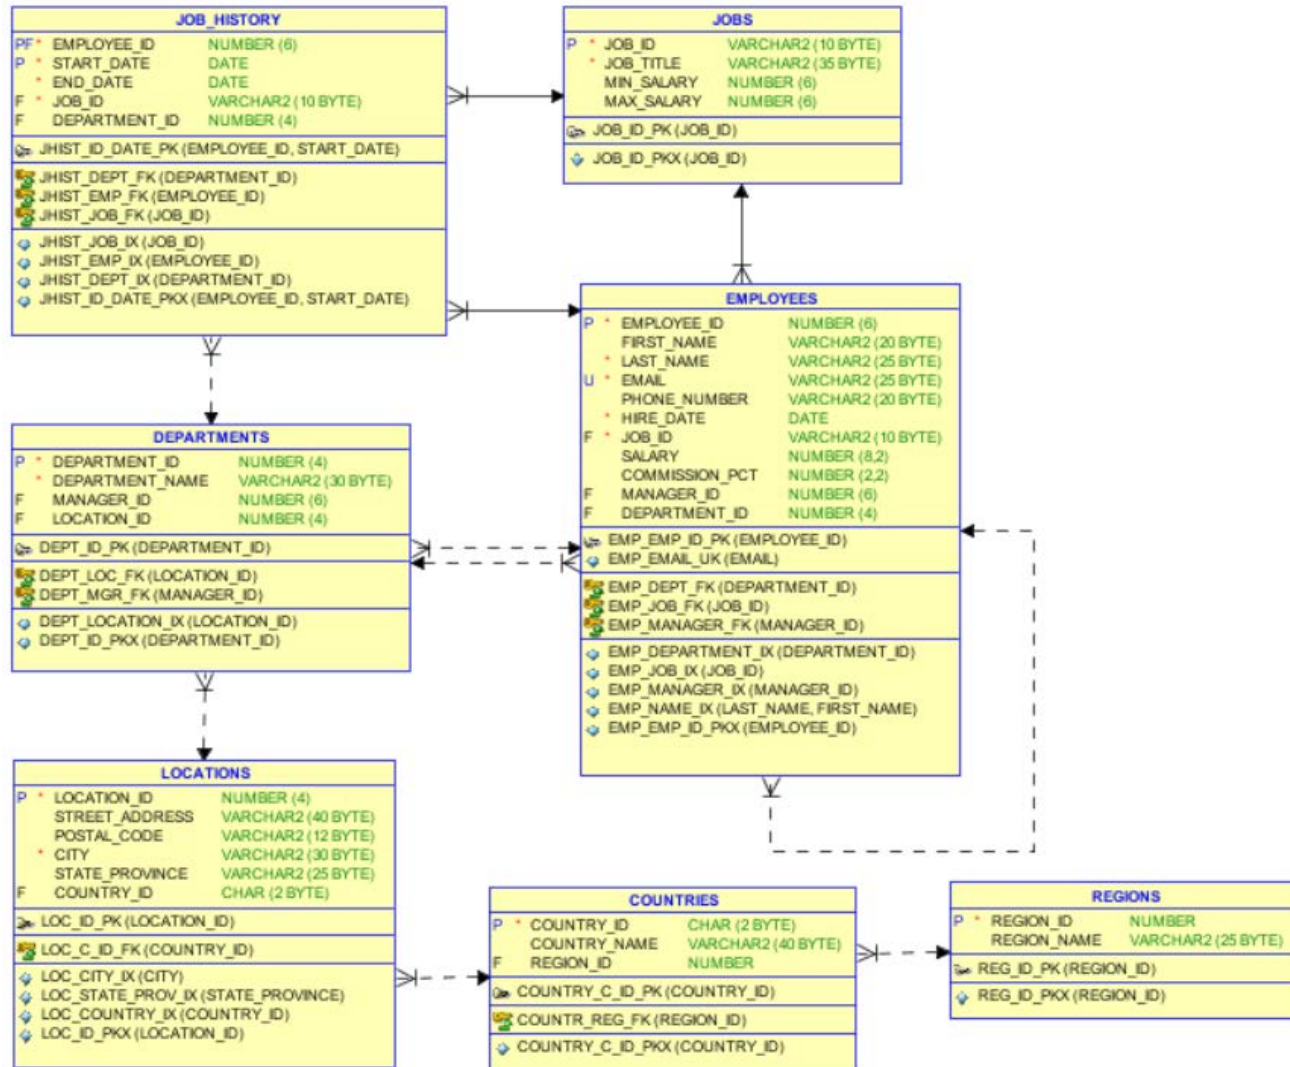 JOB_HISTORY
PF * EMPLOYEE_ID NUMBER (6)
P * START_DATE DATE
* END_DATE DATE
F * JOB_ID VARCHAR2 (10 BYTE)
F DEPARTMENT_ID NUMBER (4)
JHIST_ID_DATE_PK (EMPLOYEE_ID, START_DATE)
JHIST_DEPT_FK (DEPARTMENT_ID)
JHIST_EMP_FK (EMPLOYEE_ID)
JHIST_JOB_FK (JOB_ID)
JHIST_JOB_IX (JOB_ID)
JHIST_EMP_IX (EMPLOYEE_ID)
JHIST_DEPT_IX (DEPARTMENT_ID)
JHIST_ID_DATE_PKX (EMPLOYEE_ID, START_DATE)
JOBS
P * JOB_ID VARCHAR2 (10 BYTE)
* JOB_TITLE VARCHAR2 (35 BYTE)
MIN_SALARY NUMBER (6)
MAX_SALARY NUMBER (6)
JOB_ID_PK (JOB_ID)
JOB_ID_PKX (JOB_ID)
EMPLOYEES
P * EMPLOYEE_ID NUMBER (6)
FIRST_NAME VARCHAR2 (20 BYTE)
* LAST_NAME VARCHAR2 (25 BYTE)
U * EMAIL VARCHAR2 (25 BYTE)
PHONE_NUMBER VARCHAR2 (20 BYTE)
* HIRE_DATE DATE
F * JOB_ID VARCHAR2 (10 BYTE)
SALARY NUMBER (8,2)
COMMISSION_PCT NUMBER (2,2)
F MANAGER_ID NUMBER (6)
F DEPARTMENT_ID NUMBER (4)
EMP_EMP_ID_PK (EMPLOYEE_ID)
EMP_EMAIL_UK (EMAIL)
EMP_DEPT_FK (DEPARTMENT_ID)
EMP_JOB_FK (JOB_ID)
EMP_MANAGER_FK (MANAGER_ID)
EMP_DEPARTMENT_IX (DEPARTMENT_ID)
EMP_JOB_IX (JOB_ID)
EMP_MANAGER_IX (MANAGER_ID)
EMP_NAME_IX (LAST_NAME, FIRST_NAME)
EMP_EMP_ID_PKX (EMPLOYEE_ID)
DEPARTMENTS
P * DEPARTMENT_ID NUMBER (4)
* DEPARTMENT_NAME VARCHAR2 (30 BYTE)
F MANAGER_ID NUMBER (6)
F LOCATION_ID NUMBER (4)
DEPT_ID_PK (DEPARTMENT_ID)
DEPT_LOC_FK (LOCATION_ID)
DEPT_MGR_FK (MANAGER_ID)
DEPT_LOCATION_IX (LOCATION_ID)
DEPT_ID_PKX (DEPARTMENT_ID)
LOCATIONS
P * LOCATION_ID NUMBER (4)
STREET_ADDRESS VARCHAR2 (40 BYTE)
POSTAL_CODE VARCHAR2 (12 BYTE)
* CITY VARCHAR2 (30 BYTE)
STATE_PROVINCE VARCHAR2 (25 BYTE)
F COUNTRY_ID CHAR (2 BYTE)
LOC_ID_PK (LOCATION_ID)
LOC_C_ID_FK (COUNTRY_ID)
LOC_CITY_IX (CITY)
LOC_STATE_PROV_IX (STATE_PROVINCE)
LOC_COUNTRY_IX (COUNTRY_ID)
LOC_ID_PKX (LOCATION_ID)
COUNTRIES
P * COUNTRY_ID CHAR (2 BYTE)
COUNTRY_NAME VARCHAR2 (40 BYTE)
F REGION_ID NUMBER
COUNTRY_C_ID_PK (COUNTRY_ID)
COUNTR_REG_FK (REGION_ID)
COUNTRY_C_ID_PKX (COUNTRY_ID)
REGIONS
P * REGION_ID NUMBER
REGION_NAME VARCHAR2 (25 BYTE)
REG_ID_PK (REGION_ID)
REG_ID_PKX (REGION_ID)